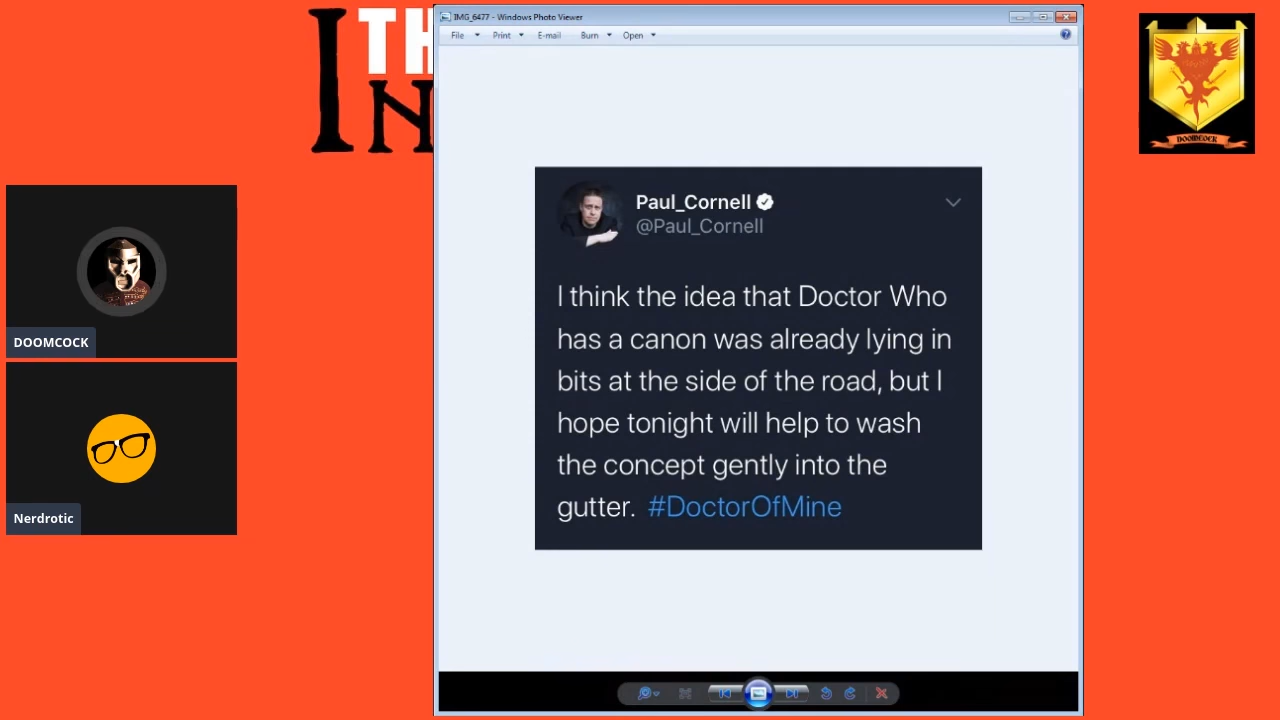 IMG_6477 - Windows Photo Viewer
File Print E-mail Burn Open
I TH
N
DOOMCOCK
Paul_Cornell
@Paul_Cornell
I think the idea that Doctor Who
has a canon was already lying in
bits at the side of the road, but I
hope tonight will help to wash
the concept gently into the
gutter. #DoctorOfMine
DOOMCOCK
Nerdrotic